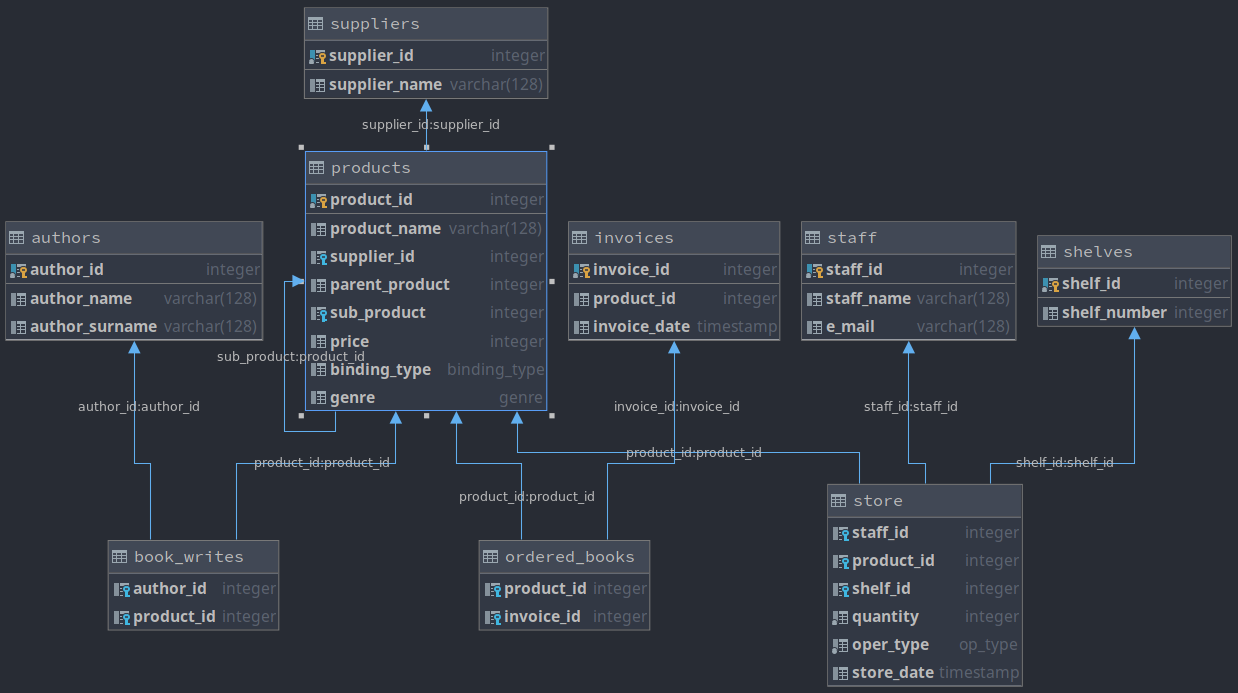 suppliers
supplier_id integer
supplier_name varchar(128)
supplier_id:supplier_id
products
product_id integer
product_name varchar(128)
supplier_id integer
parent_product integer
sub_product integer
price integer
binding_type binding_type
genre genre
authors
author_id integer
author_name varchar(128)
author_surname varchar(128)
invoices
invoice_id integer
product_id integer
invoice_date timestamp
staff
staff_id integer
staff_name varchar(128)
e_mail varchar(128)
shelves
shelf_id integer
shelf_number integer
sub_product:product_id
author_id:author_id
invoice_id:invoice_id
staff_id:staff_id
product_id:product_id
product_id:product_id
shelf_id:shelf_id
product_id:product_id
book_writes
author_id integer
product_id integer
ordered_books
product_id integer
invoice_id integer
store
staff_id integer
product_id integer
shelf_id integer
quantity integer
oper_type op_type
store_date timestamp